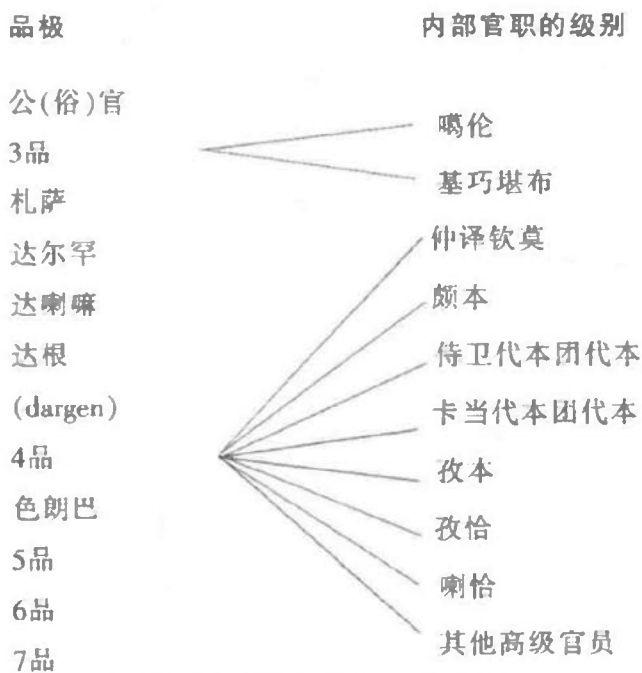 品极
内部官职的级别
公(俗)官
3品
札萨
达尔罕
达喇嘛
达根
(dargen)
4品
色朗巴
5品
6品
7品
噶伦
基巧堪布
仲译钦莫
颇本
侍卫代本团代本
卡当代本团代本
孜本
孜恰
喇恰
其他高级官员